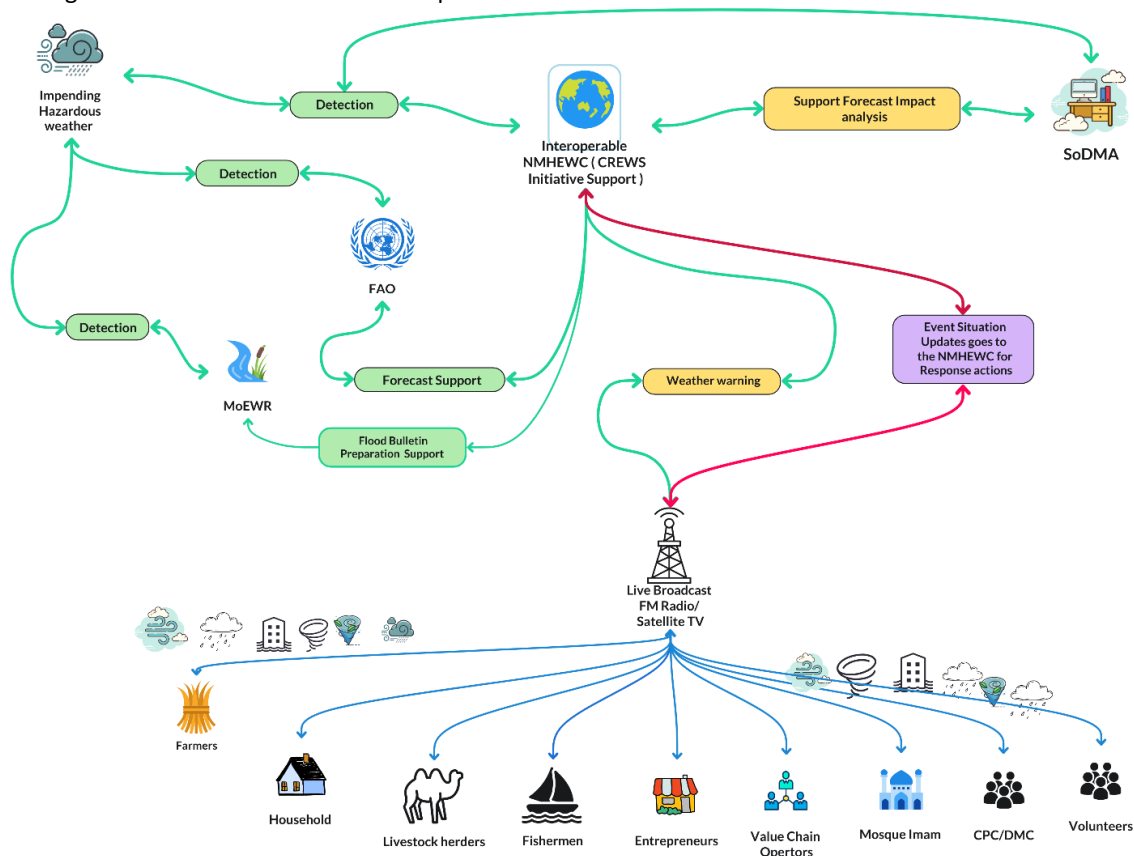 Impending
Hazardous
weather
Detection
Support Forecast Impact
analysis
SoDMA
Interoperable
NMHEWC ( CREWS
Initiative Support )
Detection
FAO
Detection
Event Situation
Updates goes to
the NMHEWC for
Response actions
Forecast Support
Weather warning
MoEWR
Flood Bulletin
Preparation Support
Live Broadcast
FM Radio/
Satellite TV
Farmers
Household
Livestock herders
Fishermen
Entrepreneurs
Value Chain
Opertors
Mosque Imam
CPC/DMC
Volunteers